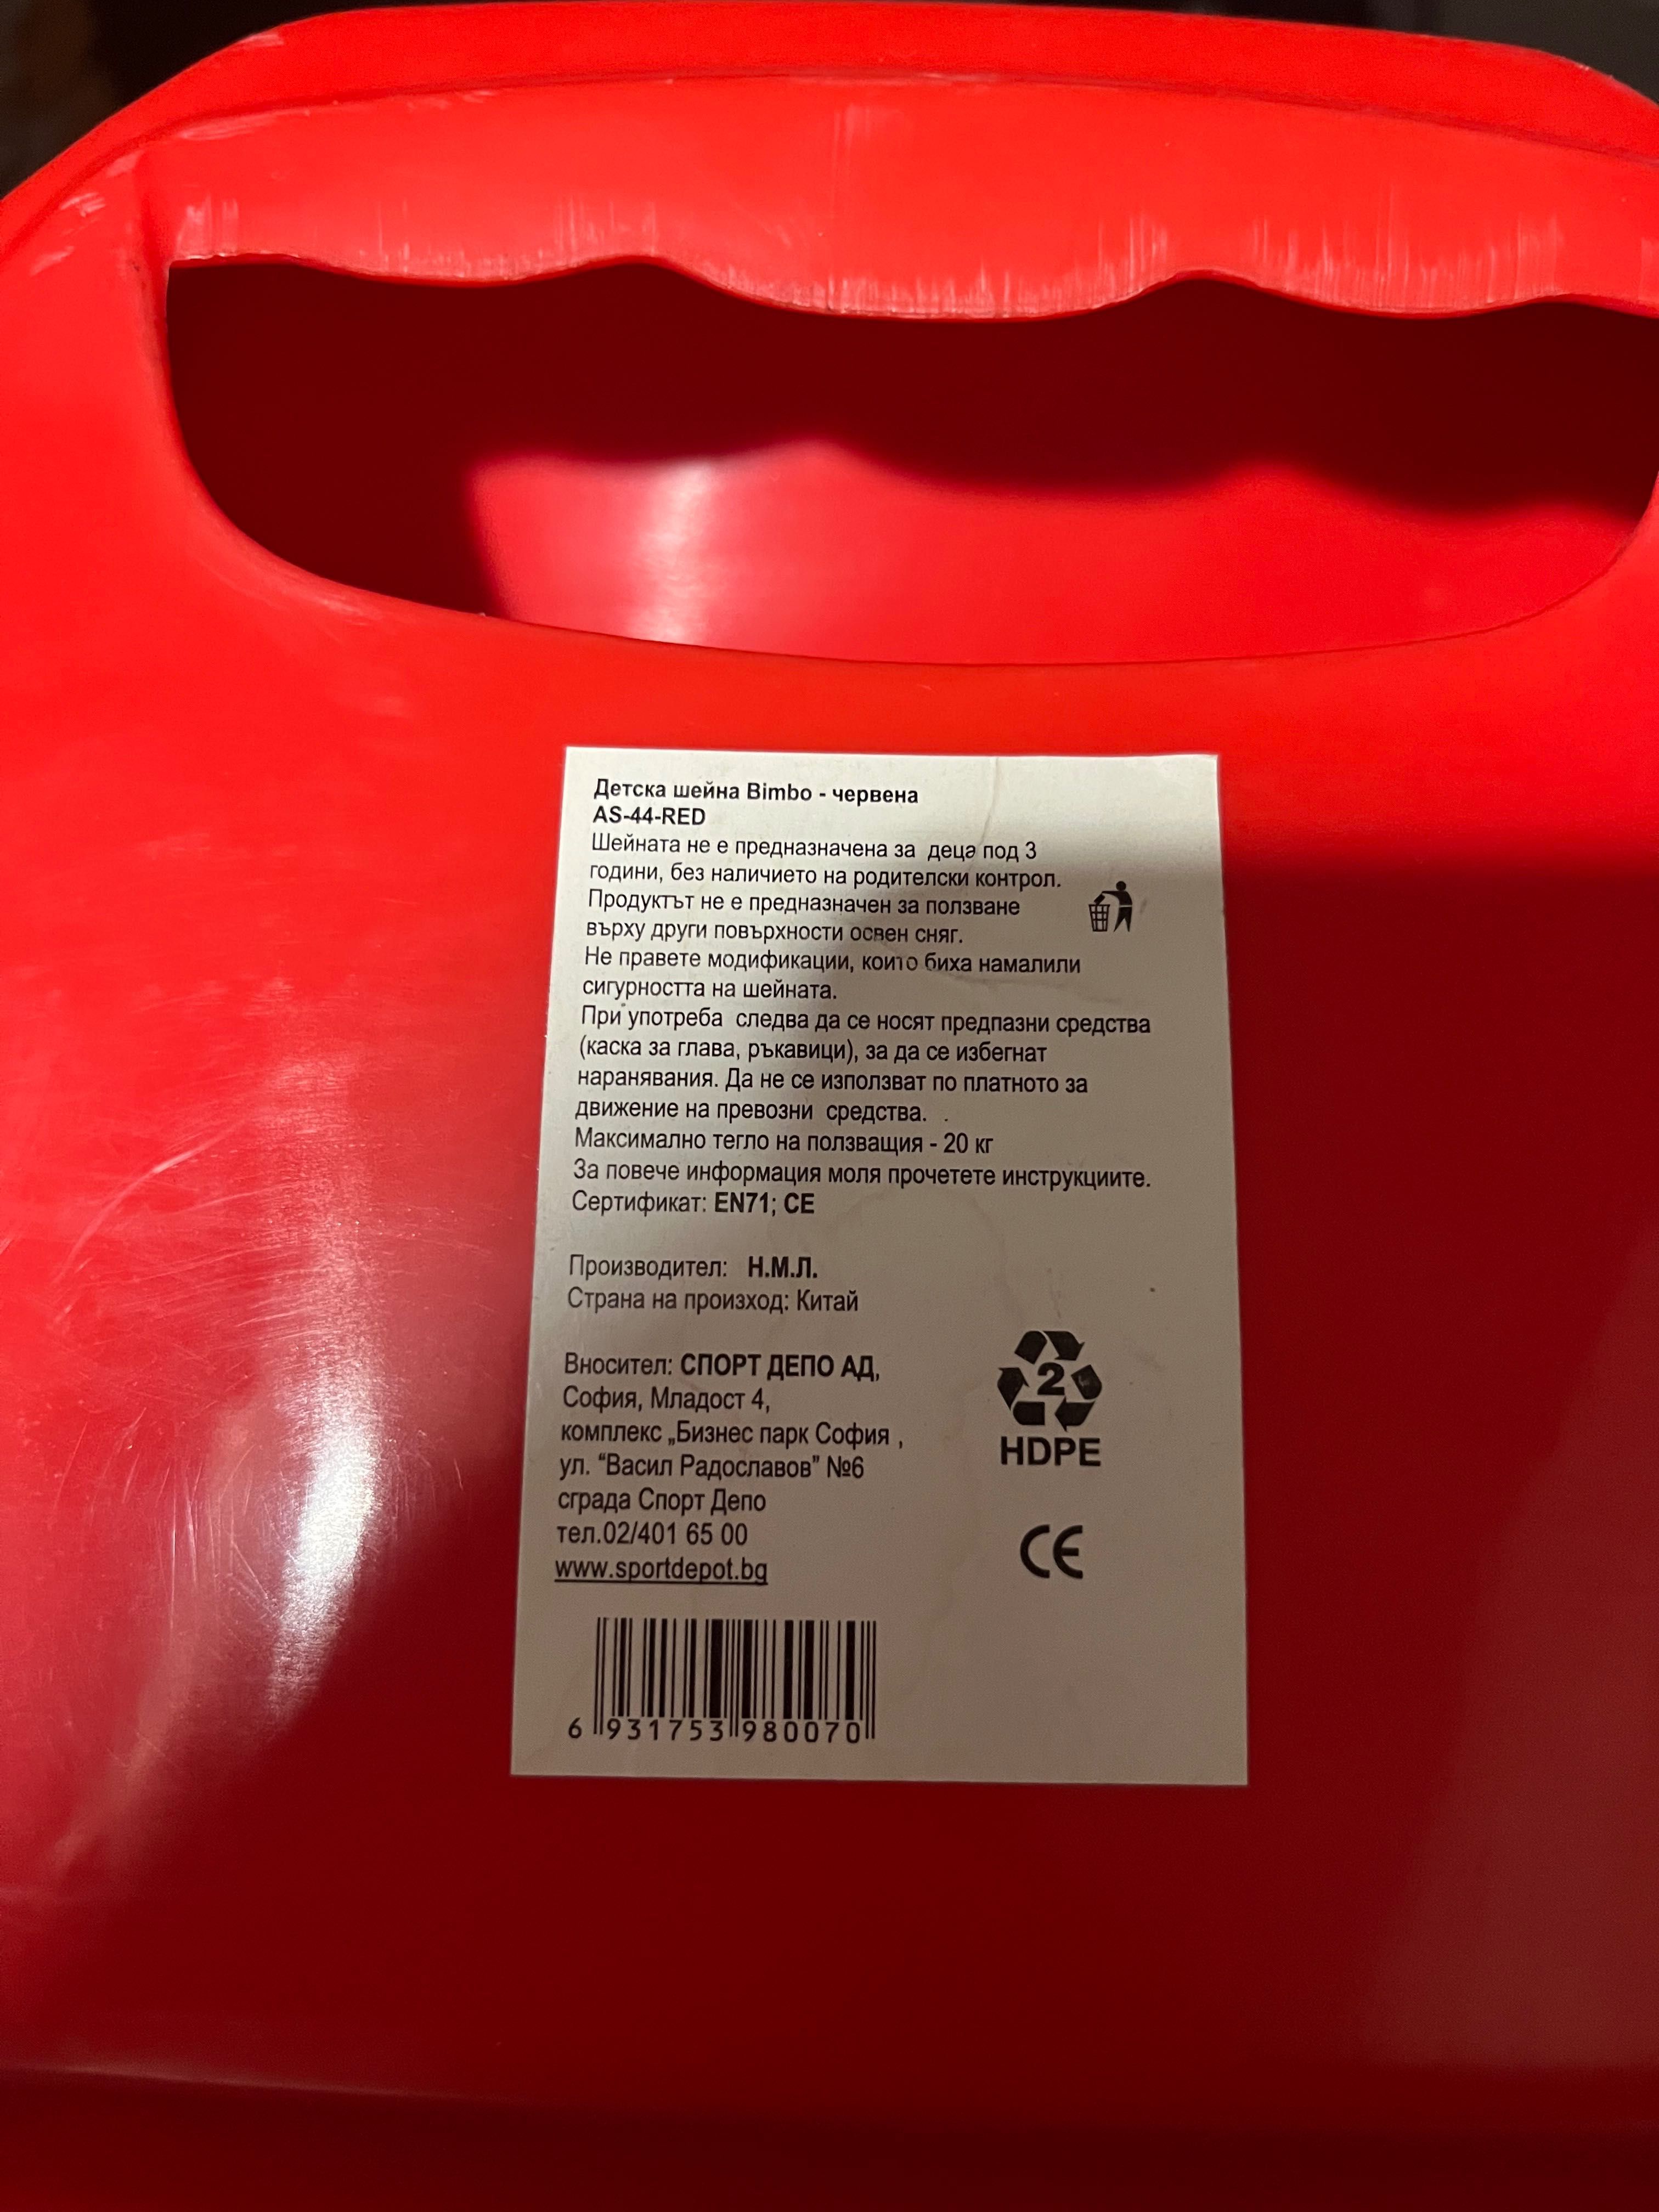 Детска шейна Bimbo - червена
AS-44-RED
Шейната не е предназначена за деца под 3
години, без наличието на родителски контрол.
Продуктът не е предназначен за ползване
върху други повърхности освен сняг.
Не правете модификации, които биха намалили
сигурността на шейната.
При употреба следва да се носят предпазни средства
(каска за глава, ръкавици), за да се избегнат
наранявания. Да не се използват по платното за
движение на превозни средства. .
Максимално тегло на ползващия - 20 кг
За повече информация моля прочетете инструкциите.
Сертификат: EN71; CE
Производител: Н.М.Л.
Страна на произход: Китай
Вносител: СПОРТ ДЕПО АД,
София, Младост 4,
комплекс „Бизнес парк София ,
ул. “Васил Радославов” №6
сграда Спорт Депо
тел.02/401 65 00
www.sportdepot.bg
2
HDPE
CE
6 931753 980070